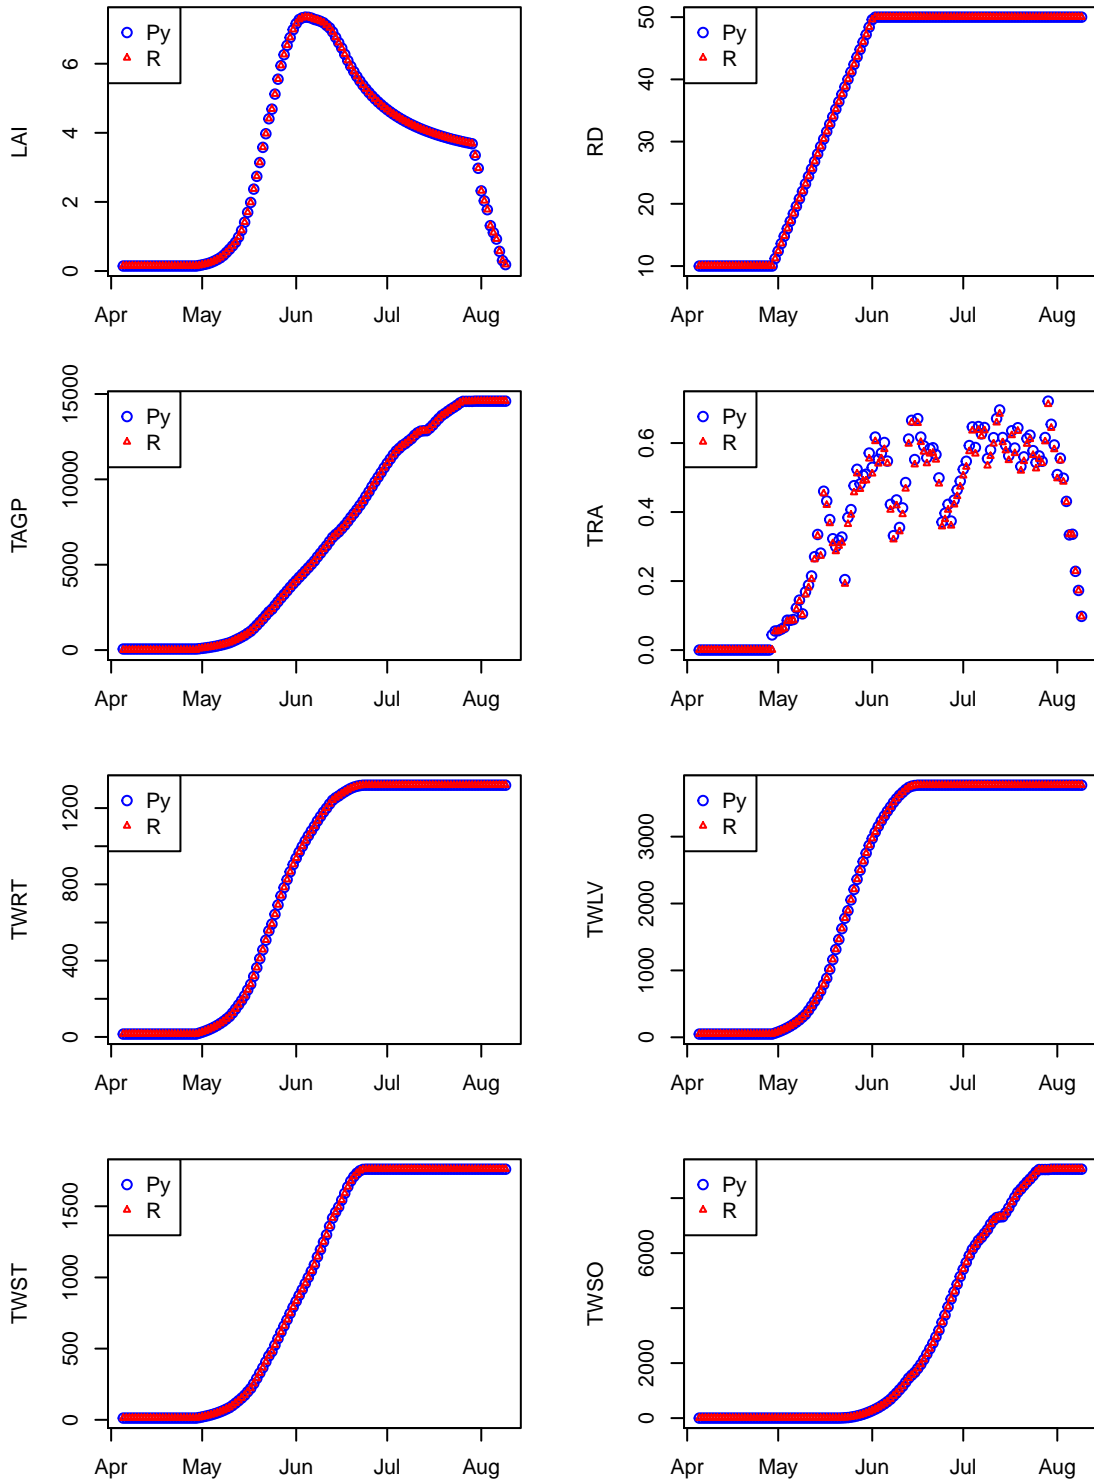 Py
R
LAI
0
2
4
6
Apr
May
Jun
Jul
Aug
Py
R
RD
10
20
30
40
50
Apr
May
Jun
Jul
Aug
Py
R
TAGP
0
5000
10000
15000
Apr
May
Jun
Jul
Aug
Py
R
TRA
0.0
0.2
0.4
0.6
Apr
May
Jun
Jul
Aug
Py
R
TWRT
0
400
800
1200
Apr
May
Jun
Jul
Aug
Py
R
TWLV
0
1000
2000
3000
Apr
May
Jun
Jul
Aug
Py
R
TWST
0
500
1000
1500
Apr
May
Jun
Jul
Aug
Py
R
TWSO
0
2000
6000
Apr
May
Jun
Jul
Aug